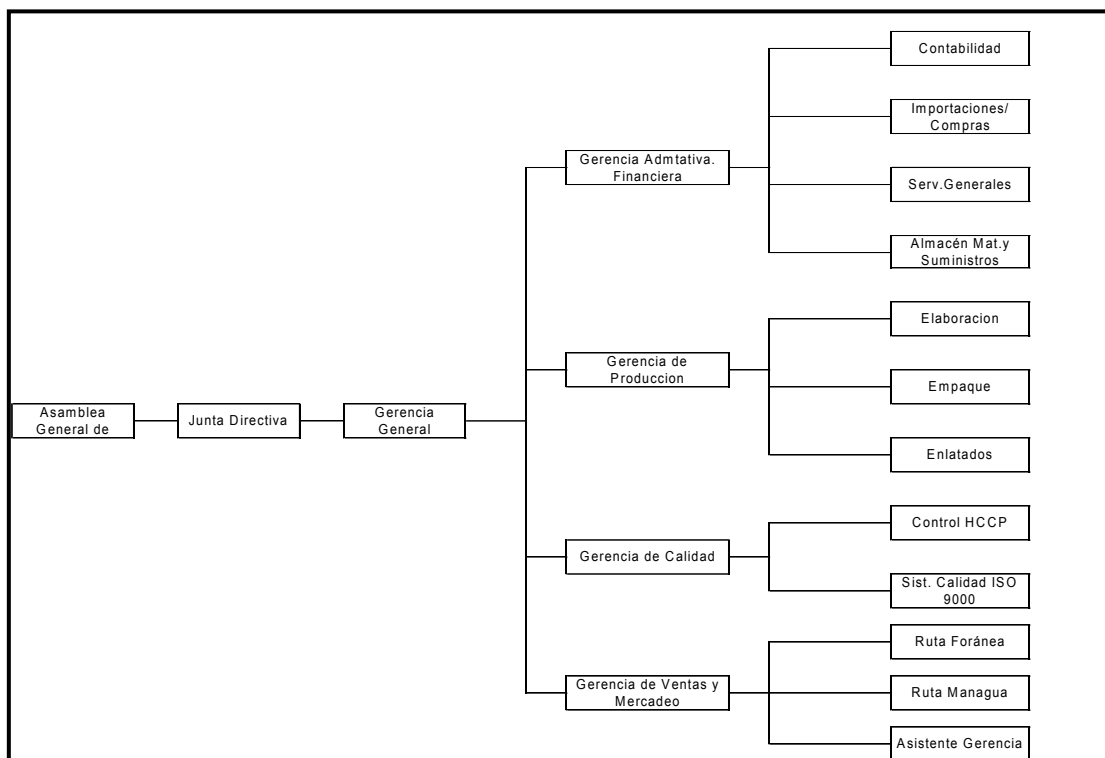 Contabilidad
Importaciones/
Compras
Gerencia Admtativa.
Financiera
Serv.Generales
Almacén Mat.y
Suministros
Elaboracion
Gerencia de
Produccion
Empaque
Asamblea
General de
Junta Directiva
Gerencia
General
Enlatados
Control HCCP
Gerencia de Calidad
Sist. Calidad ISO
9000
Ruta Foránea
Gerencia de Ventas y
Mercadeo
Ruta Managua
Asistente Gerencia